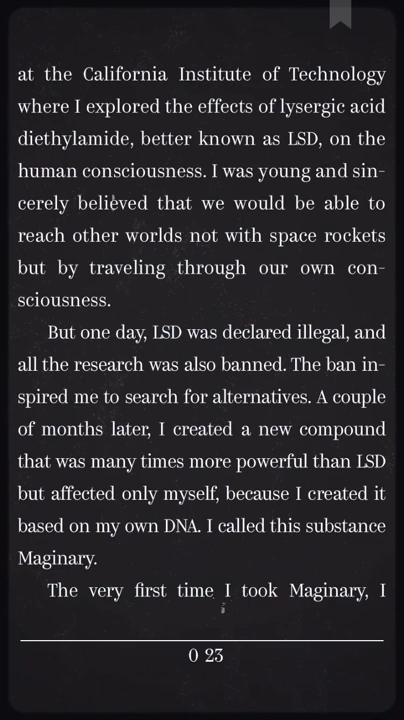 at the California Institute of Technology
where I explored the effects of lysergic acid
diethylamide, better known as LSD, on the
human consciousness. I was young and sin-
cerely believed that we would be able to
reach other worlds not with space rockets
but by traveling through our own con-
sciousness.
But one day, LSD was declared illegal, and
all the research was also banned. The ban in-
spired me to search for alternatives. A couple
of months later, I created a new compound
that was many times more powerful than LSD
but affected only myself, because I created it
based on my own DNA. I called this substance
Maginary.
The very first time I took Maginary, I
0 23